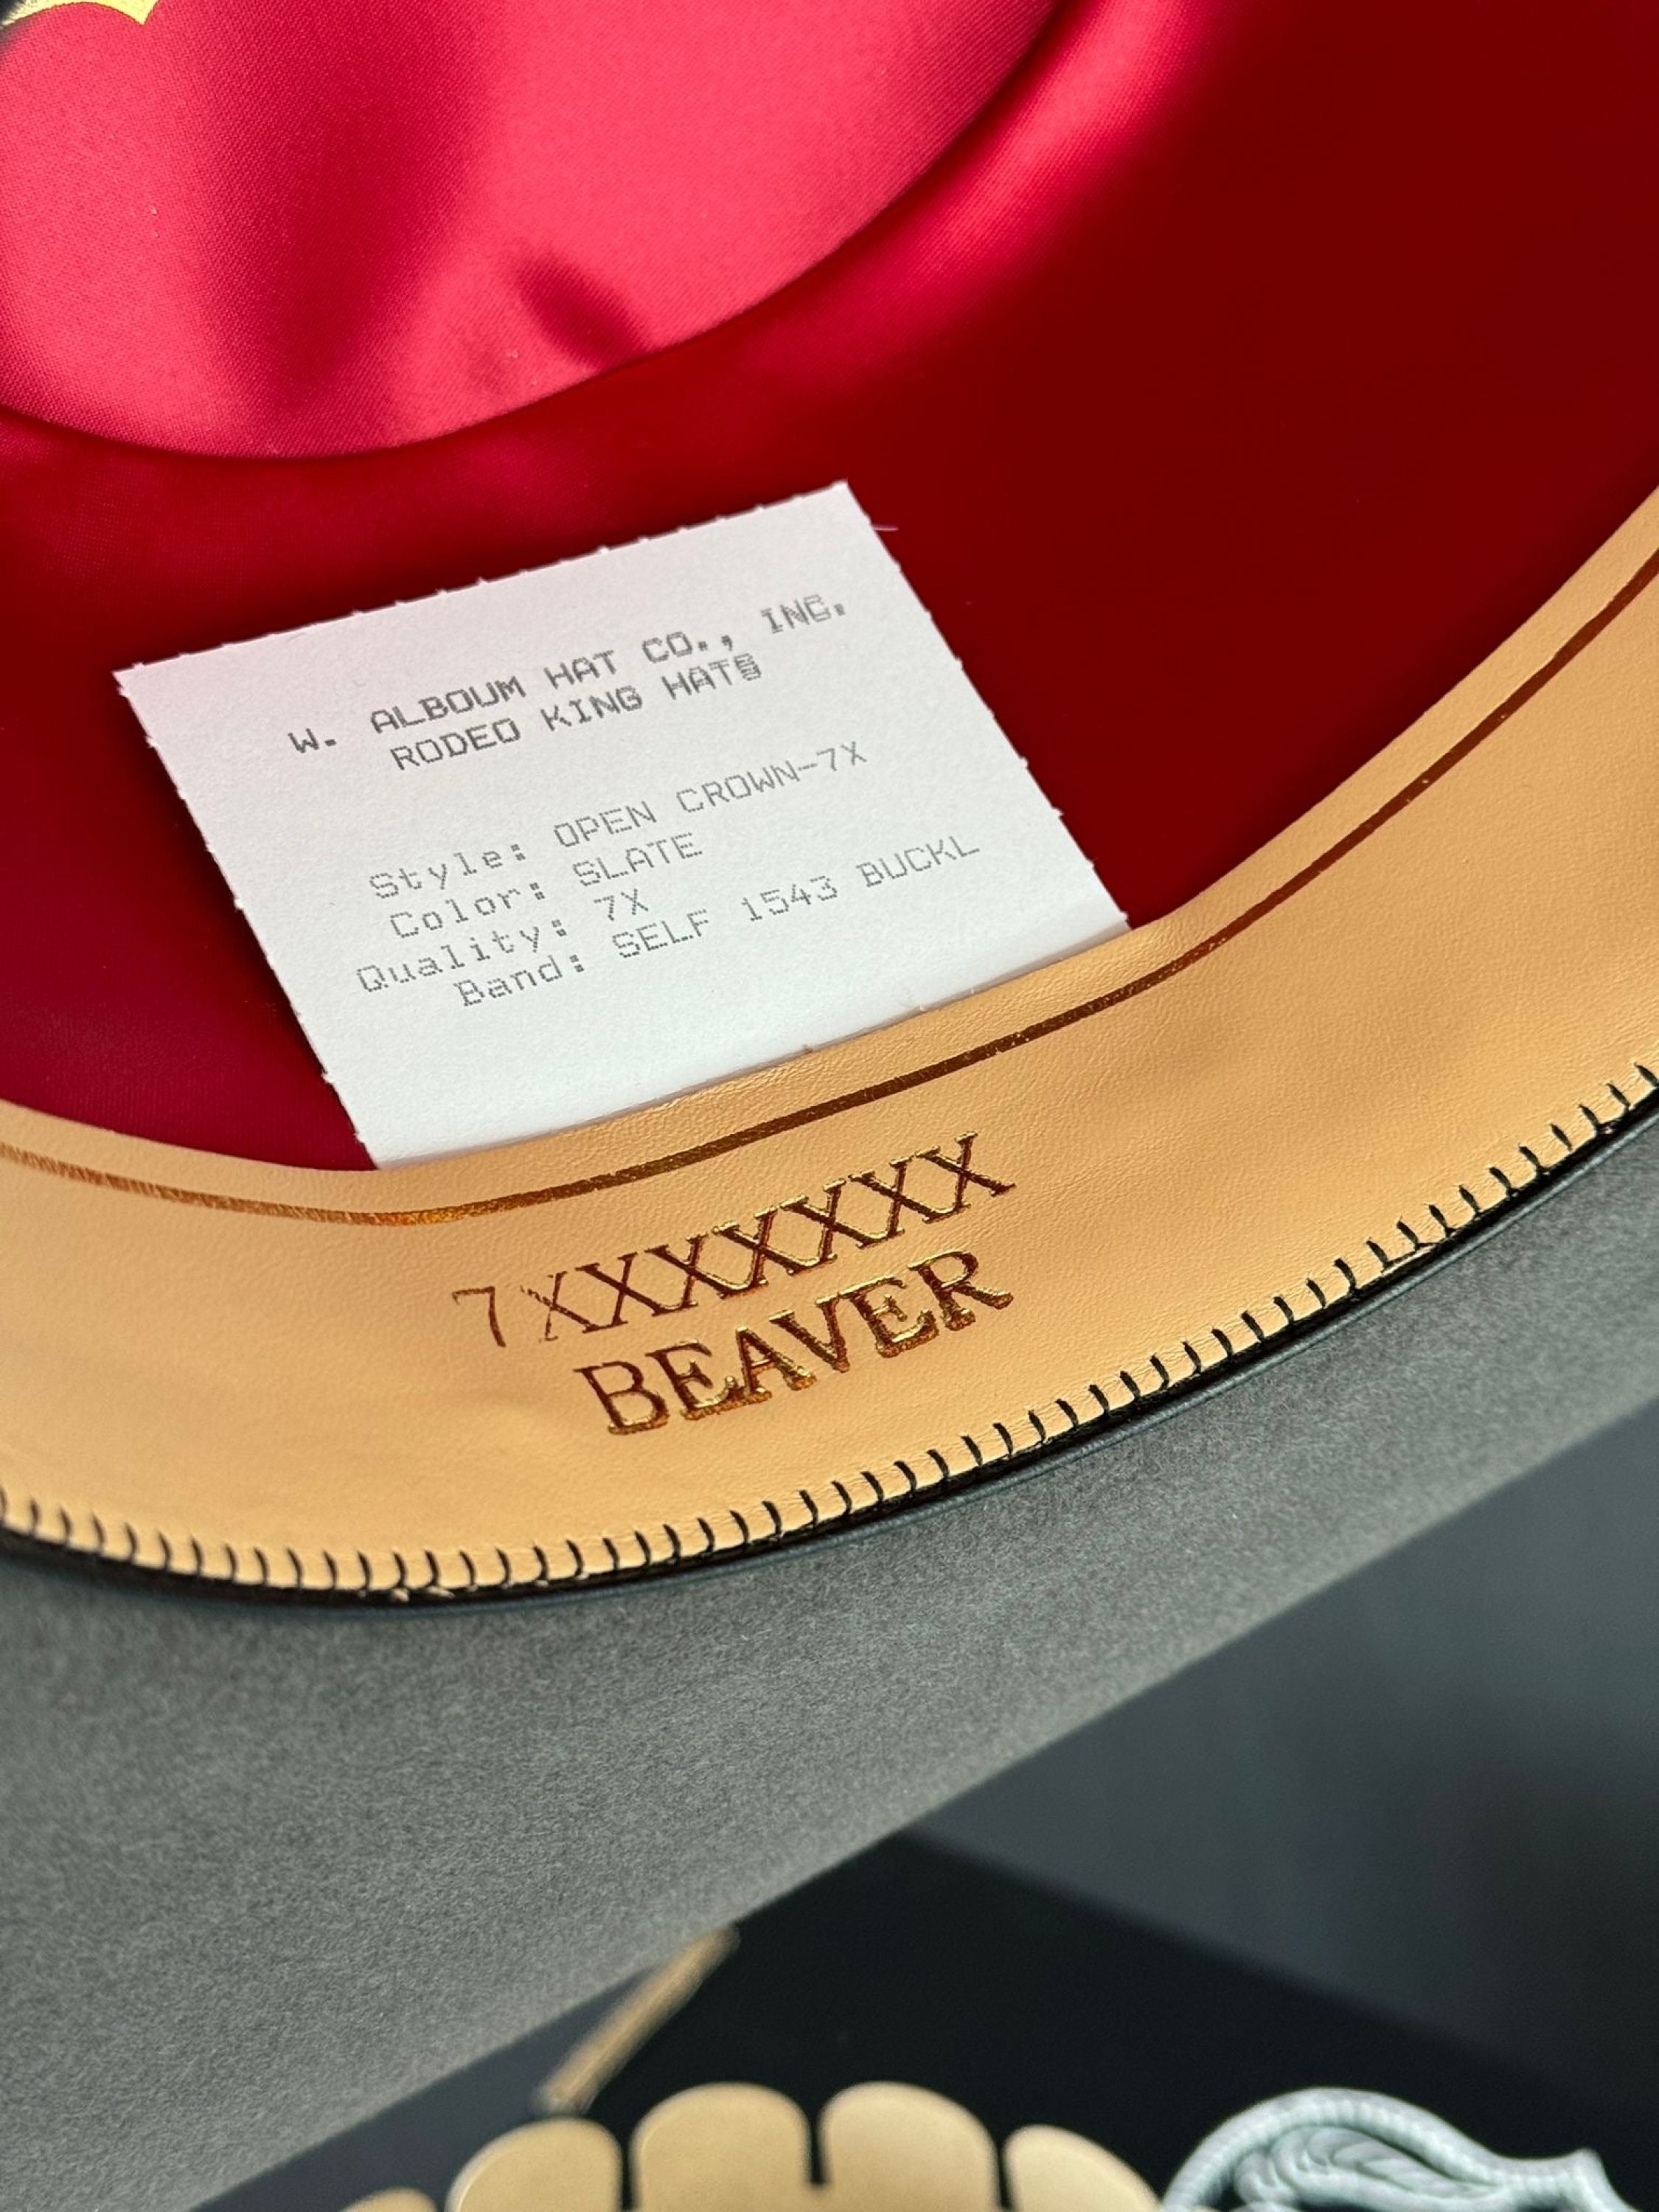 W. ALBOUM HAT CO., INC.
RODEO KING HATS
Style: OPEN CROWN-7X
Color: SLATE
Quality: 7X
Band: SELF 1543 BUCKL
7XXXXXXX
BEAVER